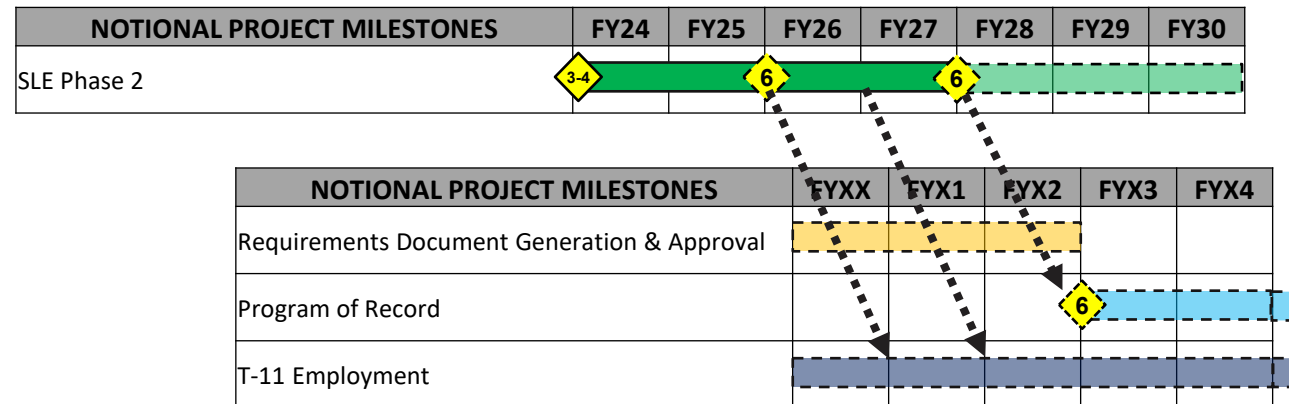 NOTIONAL PROJECT MILESTONES FY24 FY25 FY26 FY27 FY28 FY29 FY30
SLE Phase 2 3-4 6 6
NOTIONAL PROJECT MILESTONES FYXX FYX1 FYX2 FYX3 FYX4
Requirements Document Generation & Approval
Program of Record 6
T-11 Employment